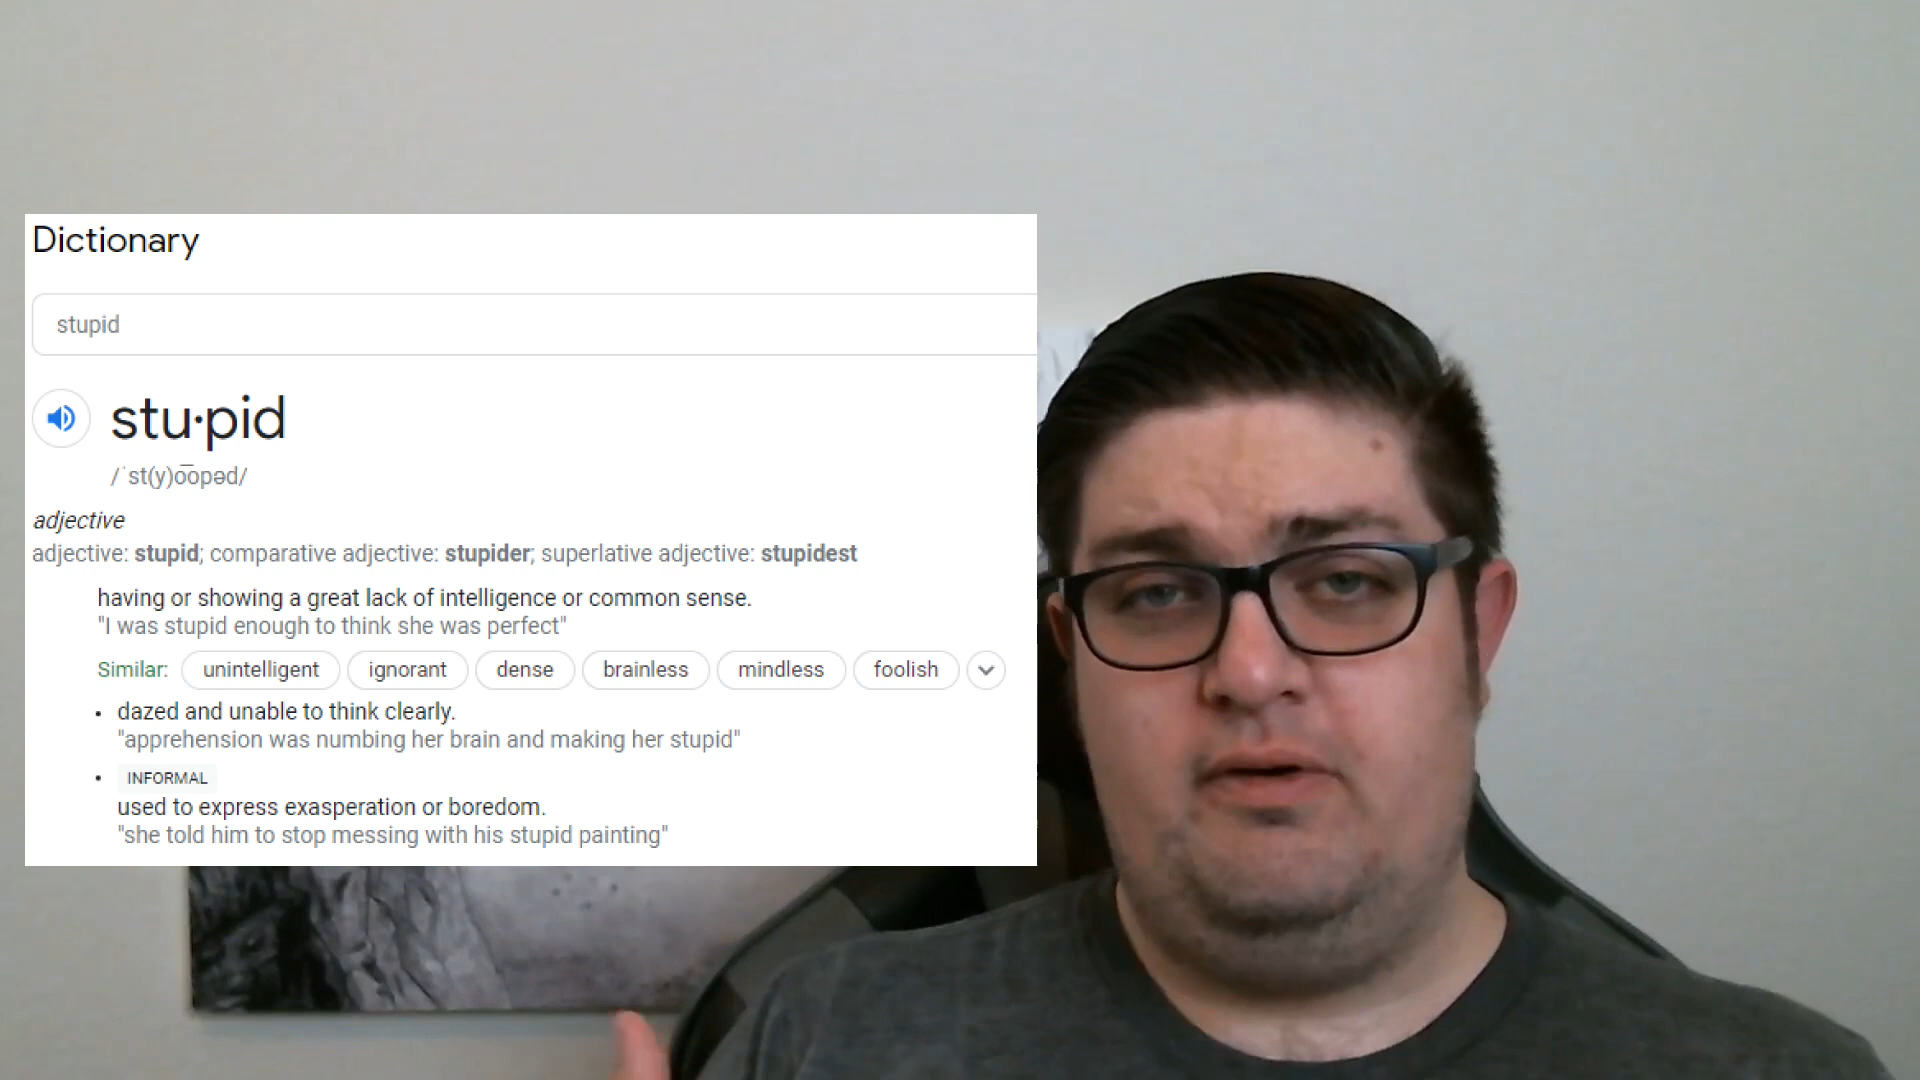 Dictionary
stupid
stu·pid
/ˈst(y)o͞opəd/
adjective
adjective: stupid; comparative adjective: stupider; superlative adjective: stupidest
having or showing a great lack of intelligence or common sense.
"I was stupid enough to think she was perfect"
Similar: unintelligent ignorant dense brainless mindless foolish
• dazed and unable to think clearly.
"apprehension was numbing her brain and making her stupid"
• INFORMAL
used to express exasperation or boredom.
"she told him to stop messing with his stupid painting"